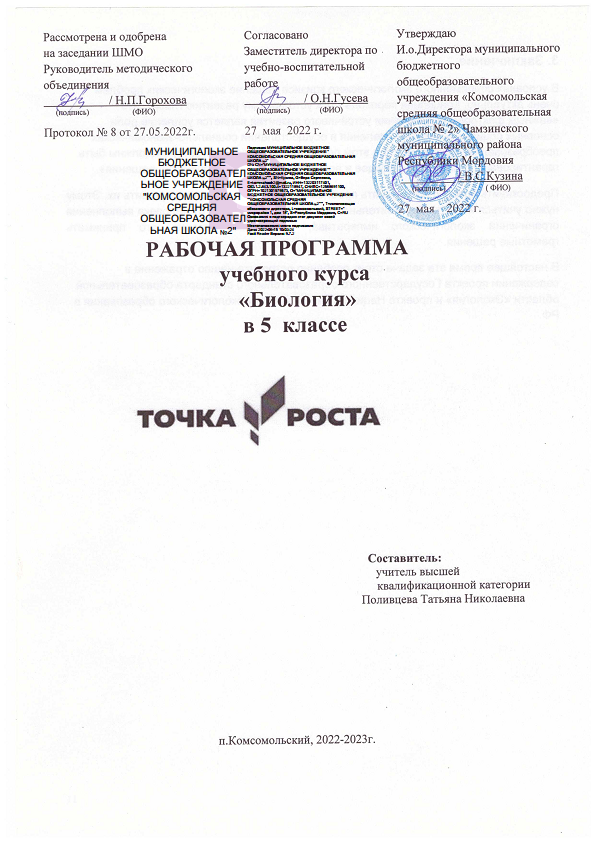 Рассмотрена и одобрена
на заседании ШМО
Руководитель методического
объединения
/ Н.П.Горохова
(подпись) (ФИО)
Протокол № 8 от 27.05.2022г.
Согласовано
Заместитель директора по
учебно-воспитательной
работе
/ О.Н.Гусева
(подпись) (ФИО)
27 мая 2022 г.
Утверждаю
И.о.Директора муниципального
бюджетного
общеобразовательного
учреждения «Комсомольская
средняя общеобразовательная
школа № 2» Чамзинского
муниципального района
Республики Мордовия
В.С.Кузина
(подпись) ( ФИО)
27 мая 2022 г.
МУНИЦИПАЛЬНОЕ
БЮДЖЕТНОЕ
ОБЩЕОБРАЗОВАТЕЛ
ЬНОЕ УЧРЕЖДЕНИЕ
"КОМСОМОЛЬСКАЯ
СРЕДНЯЯ
ОБЩЕОБРАЗОВАТЕЛ
ЬНАЯ ШКОЛА №2"
РАБОЧАЯ ПРОГРАММА
учебного курса
«Биология»
в 5 классе
ТОЧКА РОСТА
Составитель:
учитель высшей
квалификационной категории
Поливцева Татьяна Николаевна
п.Комсомольский, 2022-2023г.